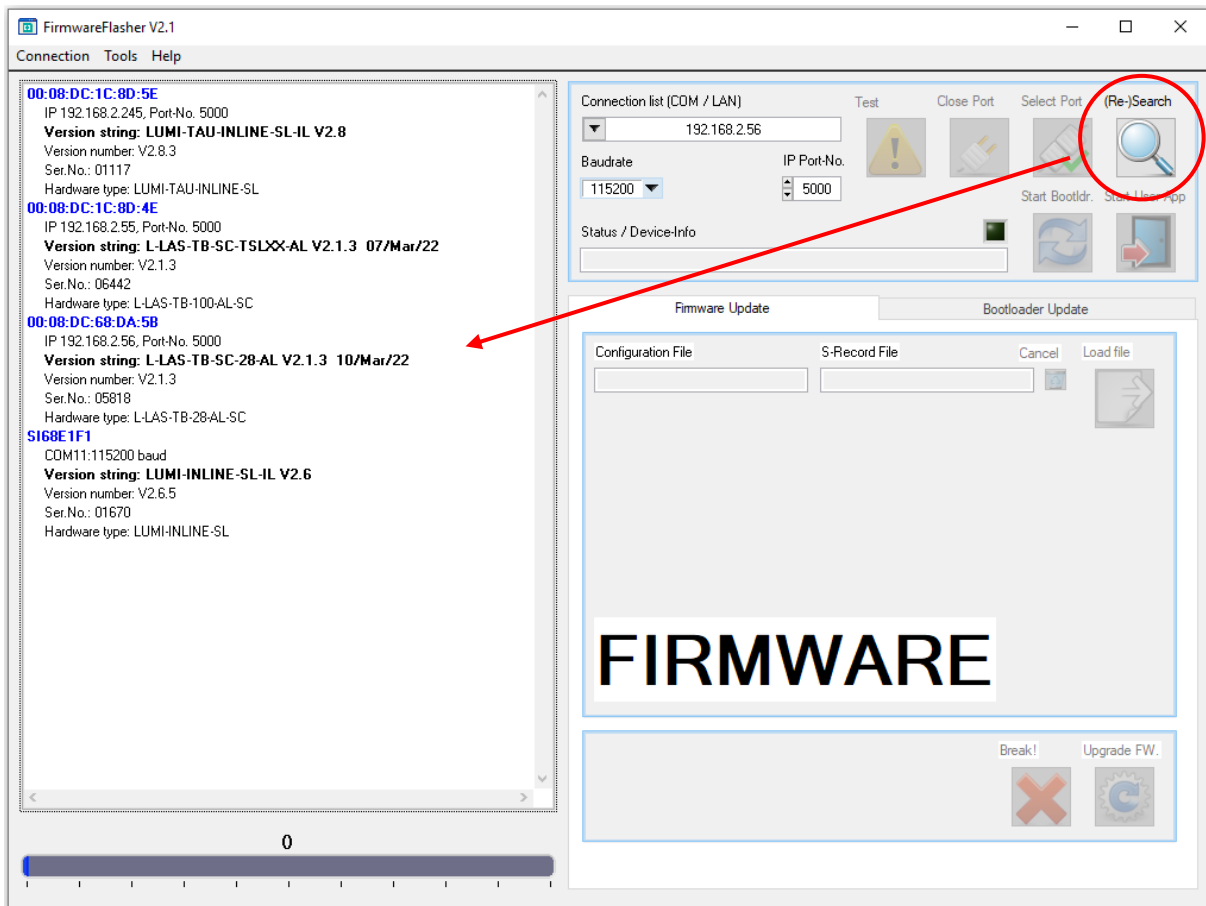 FirmwareFlasher V2.1
Connection Tools Help
00:08:DC:1C:8D:5E
IP 192.168.2.245, Port-No. 5000
Version string: LUMI-TAU-INLINE-SL-IL V2.8
Version number: V2.8.3
Ser.No.: 01117
Hardware type: LUMI-TAU-INLINE-SL
00:08:DC:1C:8D:4E
IP 192.168.2.55, Port-No. 5000
Version string: L-LAS-TB-SC-TSLXX-AL V2.1.3 07/Mar/22
Version number: V2.1.3
Ser.No.: 06442
Hardware type: L-LAS-TB-100-AL-SC
00:08:DC:68:DA:5B
IP 192.168.2.56, Port-No. 5000
Version string: L-LAS-TB-SC-28-AL V2.1.3 10/Mar/22
Version number: V2.1.3
Ser.No.: 05818
Hardware type: L-LAS-TB-28-AL-SC
SI68E1F1
COM11:115200 baud
Version string: LUMI-INLINE-SL-IL V2.6
Version number: V2.6.5
Ser.No.: 01670
Hardware type: LUMI-INLINE-SL
0
Connection list (COM / LAN)
Test
Close Port
Select Port
(Re-)Search
192.168.2.56
Baudrate
IP Port-No.
115200
5000
Start Bootldr.
Start User App
Status / Device-Info
Firmware Update
Bootloader Update
Configuration File
S-Record File
Cancel
Load file
FIRMWARE
Break!
Upgrade FW.